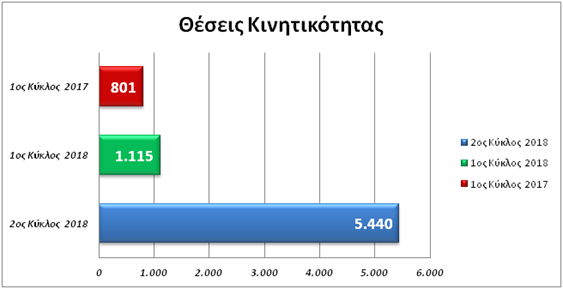 Θέσεις Κινητικότητας
1ος Κύκλος 2017
801
1ος Κύκλος 2018
1.115
2ος Κύκλος 2018
5.440
0 1.000 2.000 3.000 4.000 5.000 6.000
2ος Κύκλος 2018
1ος Κύκλος 2018
1ος Κύκλος 2017